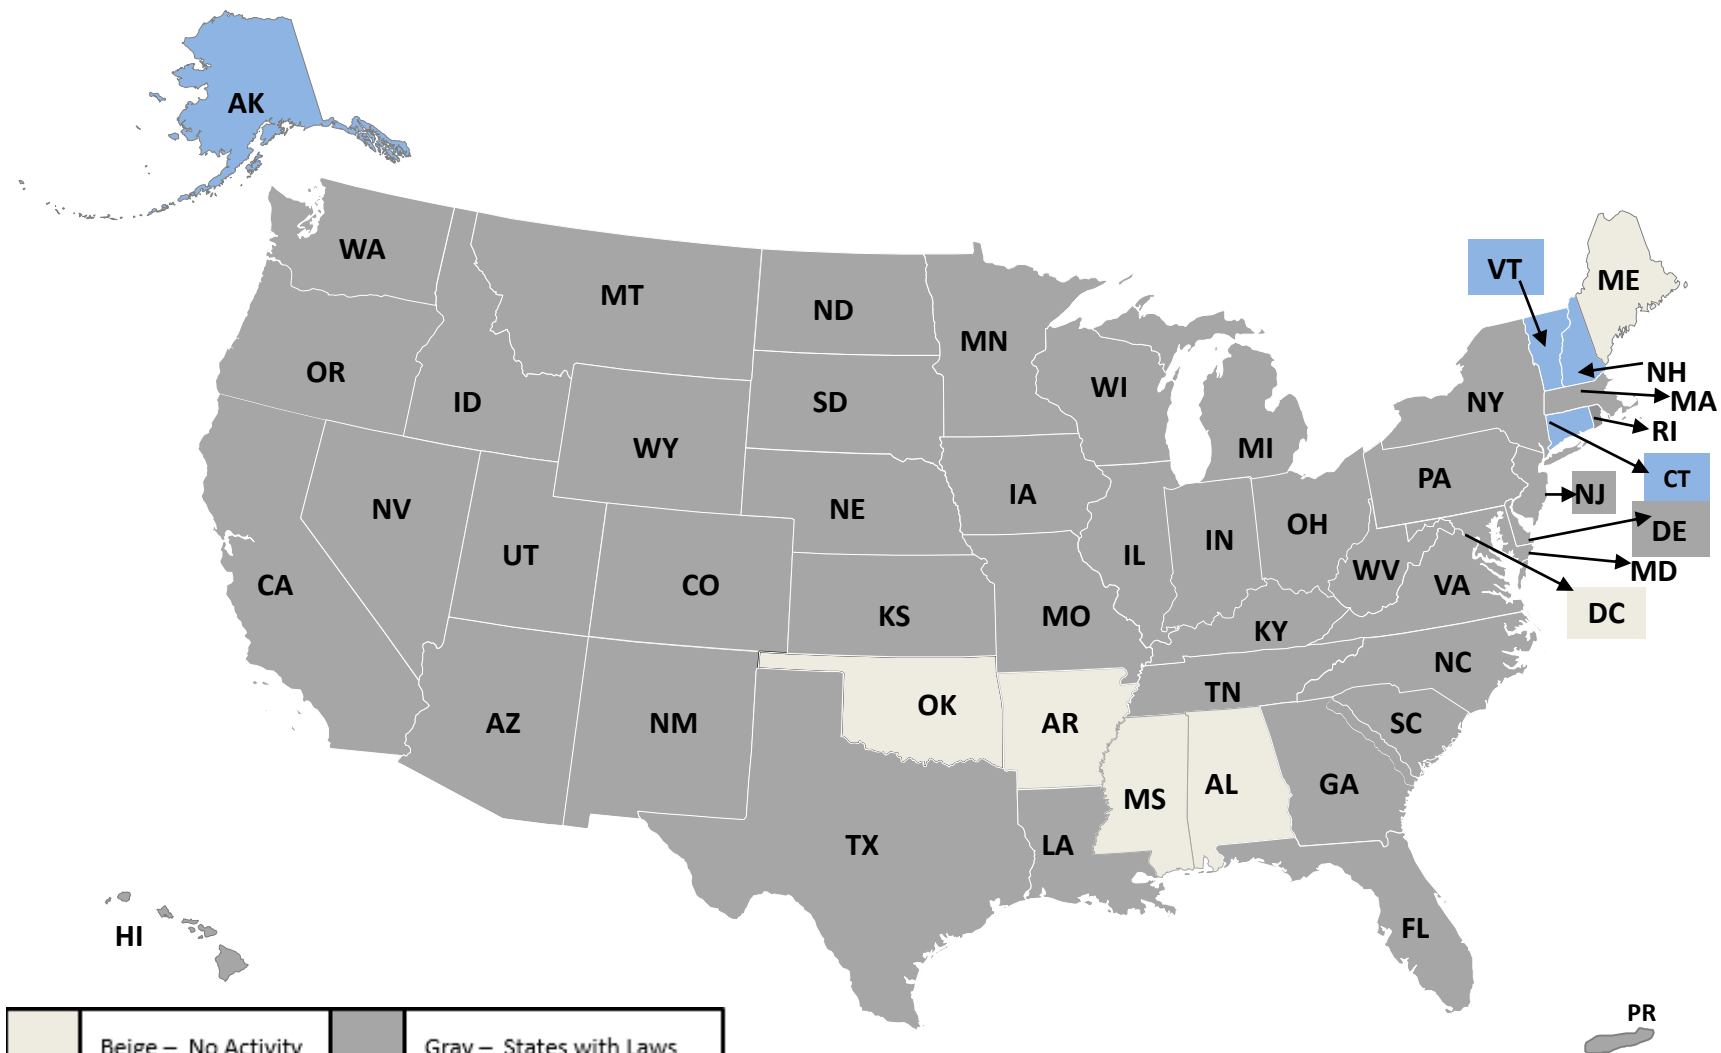 AK
WA
MT
ND
MN
VT
ME
OR
ID
WY
SD
WI
MI
NY
NH
MA
RI
CT
NV
UT
CO
NE
IA
IL
IN
OH
PA
NJ
DE
MD
DC
CA
KS
MO
KY
WV
VA
AZ
NM
OK
AR
TN
NC
SC
MS
AL
GA
TX
LA
FL
HI
PR
Beige – No Activity
Gray – States with Laws